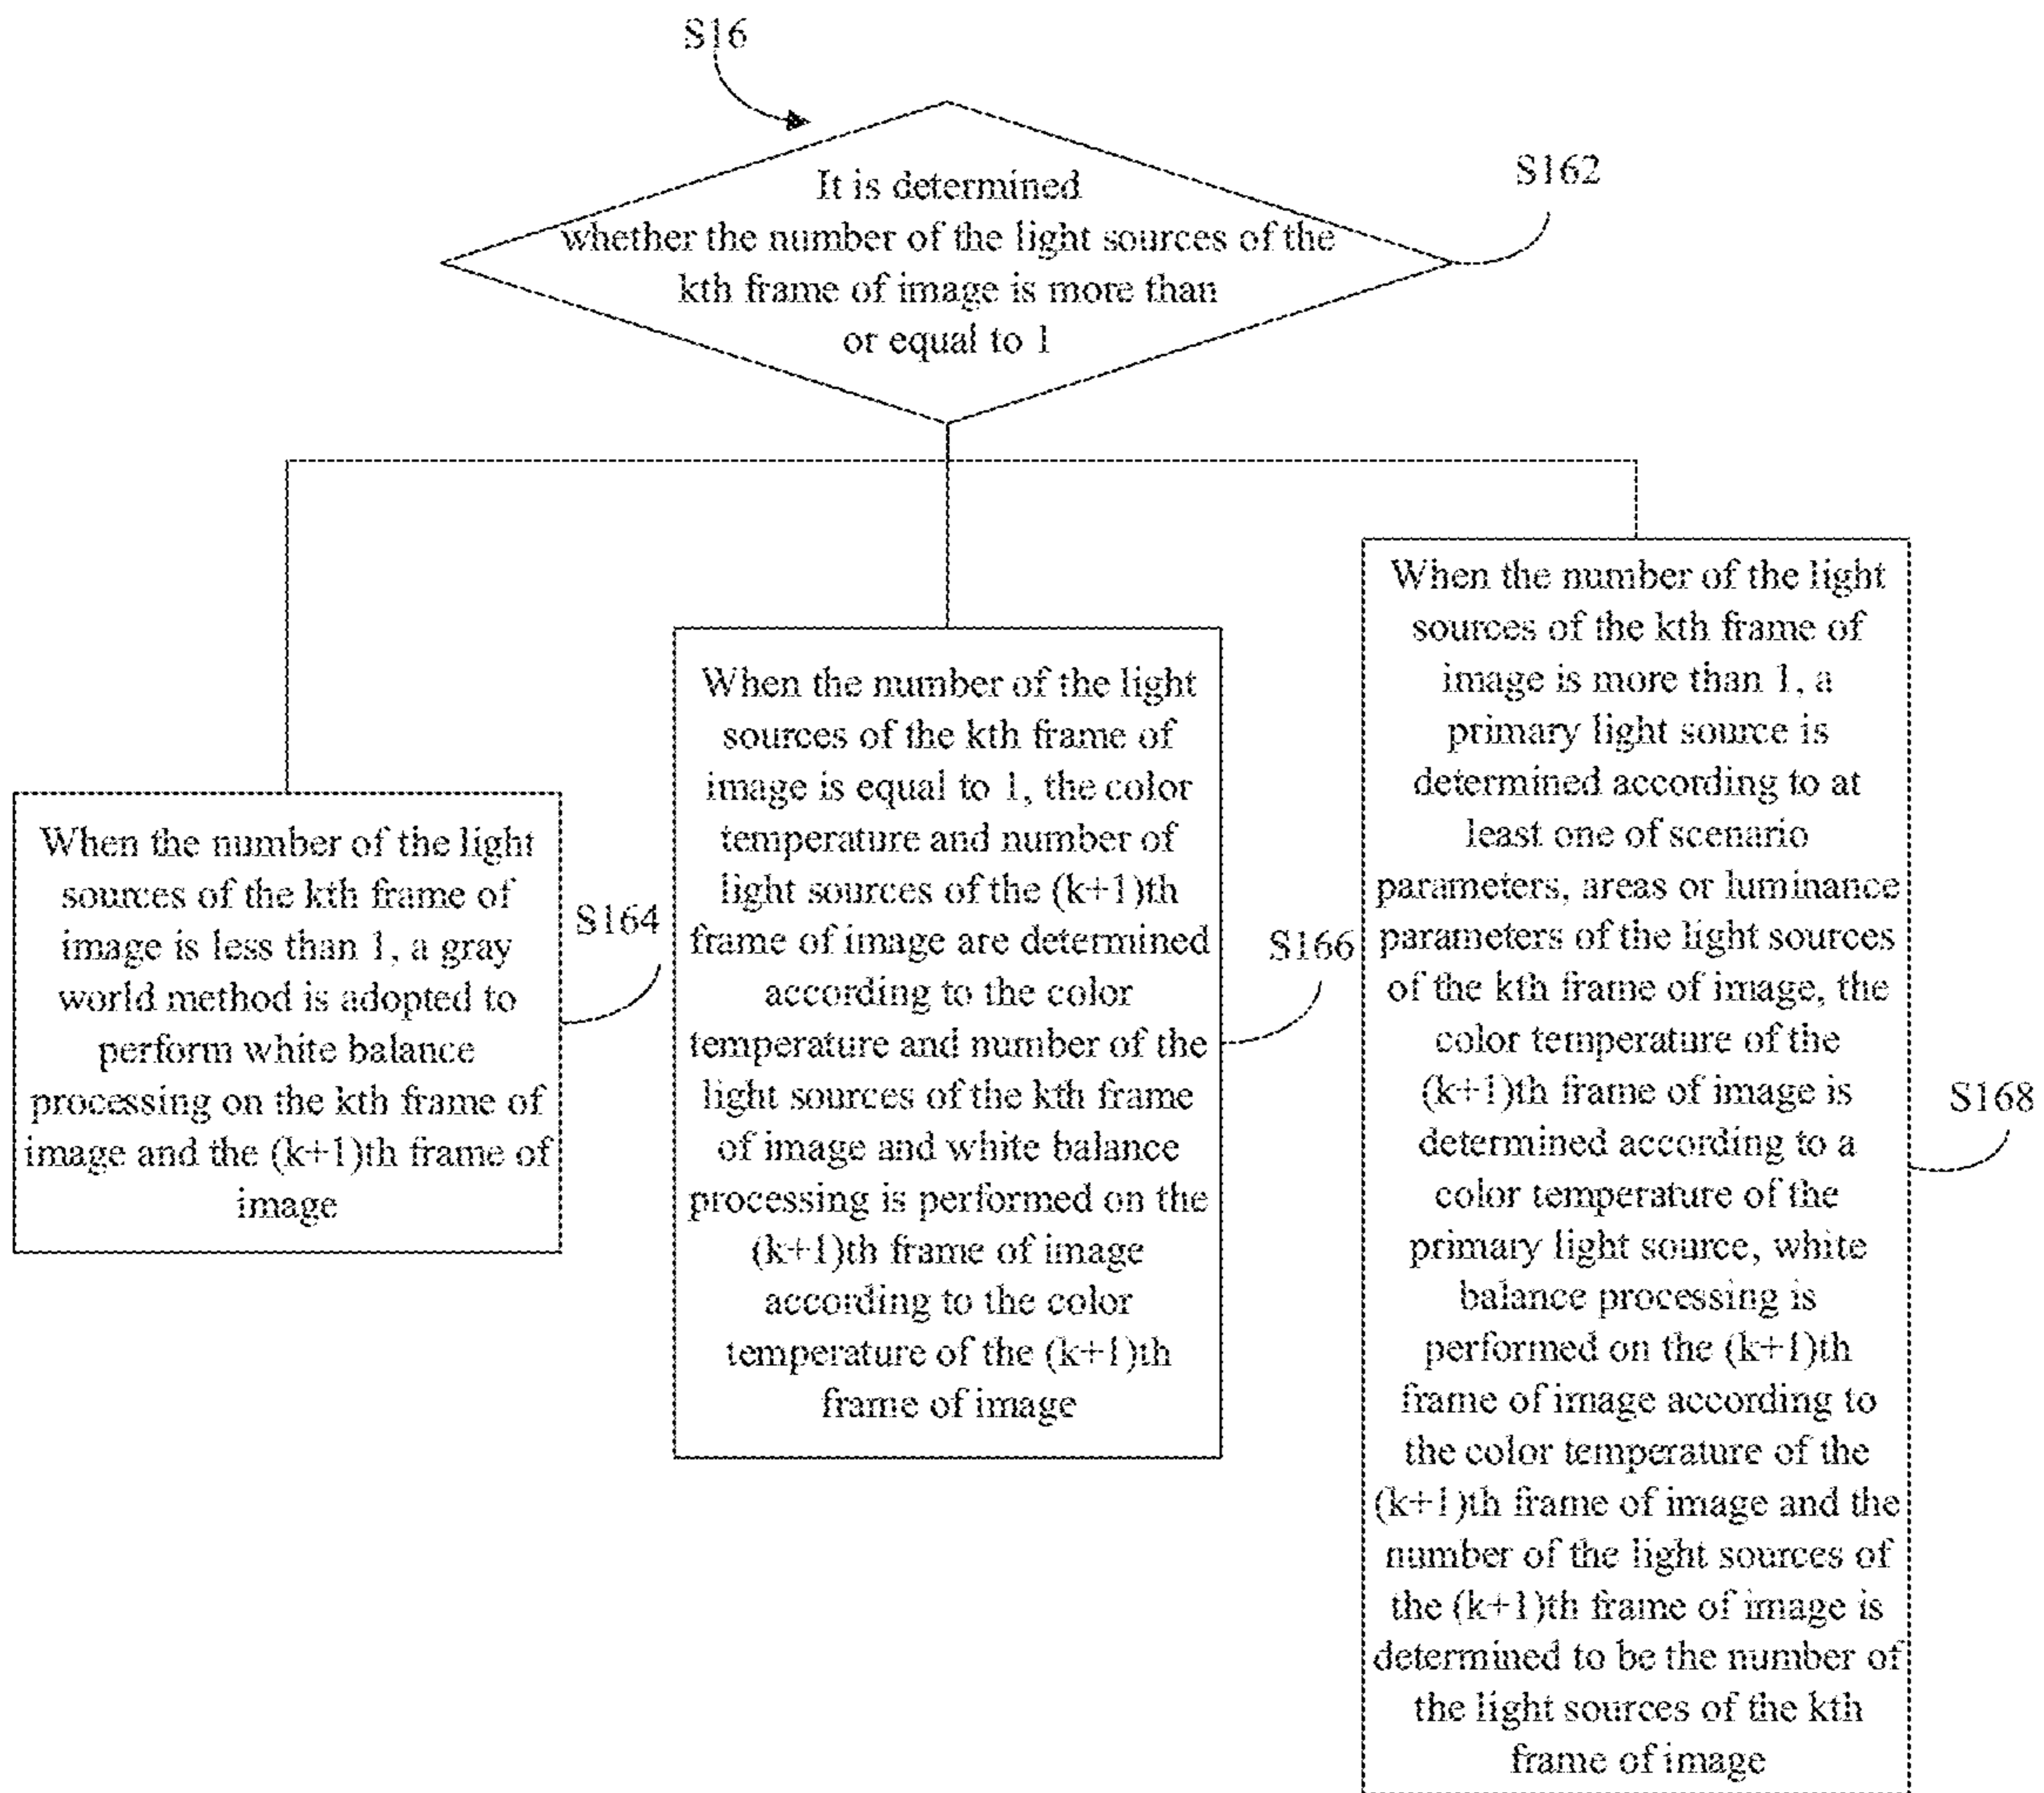 S16
S162
It is determined
whether the number of the light sources of the
kth frame of image is more than
or equal to 1
When the number of the light
sources of the kth frame of
image is less than 1, a gray
world method is adopted to
perform white balance
processing on the kth frame of
image and the (k+1)th frame of
image
S164
When the number of the light
sources of the kth frame of
image is equal to 1, the color
temperature and number of
light sources of the (k+1)th
frame of image are determined
according to the color
temperature and number of the
light sources of the kth frame
of image and white balance
processing is performed on the
(k+1)th frame of image
according to the color
temperature of the (k+1)th
frame of image
S166
When the number of the light
sources of the kth frame of
image is more than 1, a
primary light source is
determined according to at
least one of scenario
parameters, areas or luminance
parameters of the light sources
of the kth frame of image, the
color temperature of the
(k+1)th frame of image is
determined according to a
color temperature of the
primary light source, white
balance processing is
performed on the (k+1)th
frame of image according to
the color temperature of the
(k+1)th frame of image and the
number of the light sources of
the (k+1)th frame of image is
determined to be the number of
the light sources of the kth
frame of image
S168